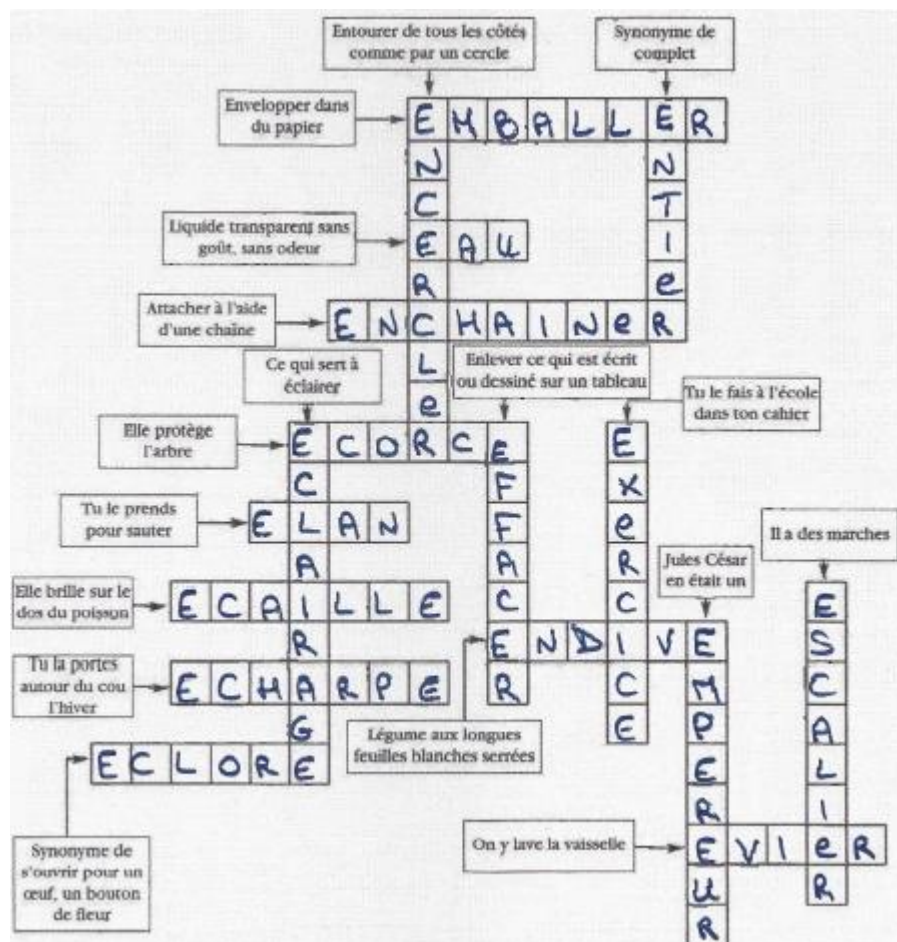 Entourer de tous les côtés
comme par un cercle
Synonyme de
complet
Envelopper dans
du papier
EMBALLER
ENCERCLeR
ENTIeR
Liquide transparent sans
goût, sans odeur
EAU
Attacher à l'aide
d'une chaîne
ENCHAINeR
Ce qui sert à
éclairer
Enlever ce qui est écrit
ou dessiné sur un tableau
Tu le fais à l'école
dans ton cahier
Elle protège
l'arbre
ECORCE
ECLAIRAGE
EFFACER
EXeRCICE
Tu le prends
pour sauter
ELAN
Il a des marches
Jules César
en était un
Elle brille sur le
dos du poisson
ECAILLE
ESCALIeR
ENDIVE
EMPEREUR
Tu la portes
autour du cou
l'hiver
ECHARPE
Légume aux longues
feuilles blanches serrées
ECLORE
On y lave la vaisselle
EVIeR
Synonyme de
s'ouvrir pour un
œuf, un bouton
de fleur